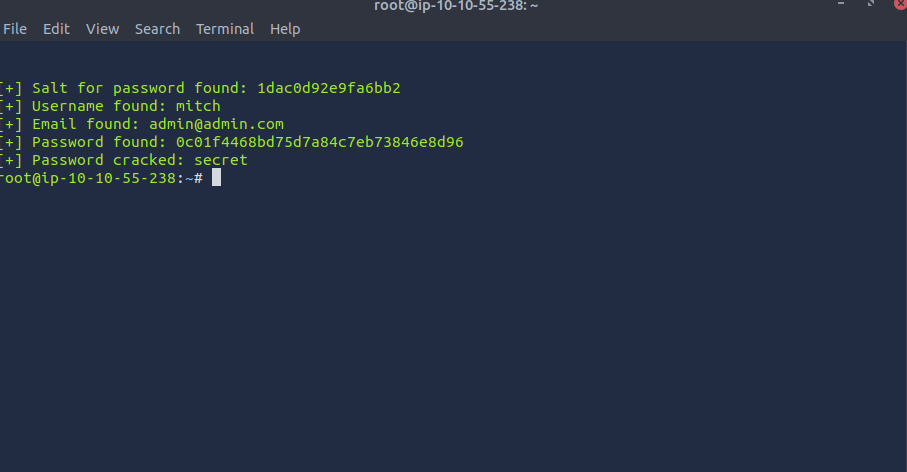 root@ip-10-10-55-238: ~
File Edit View Search Terminal Help
[+] Salt for password found: 1dac0d92e9fa6bb2
[+] Username found: mitch
[+] Email found: admin@admin.com
[+] Password found: 0c01f4468bd75d7a84c7eb73846e8d96
[+] Password cracked: secret
root@ip-10-10-55-238:~#